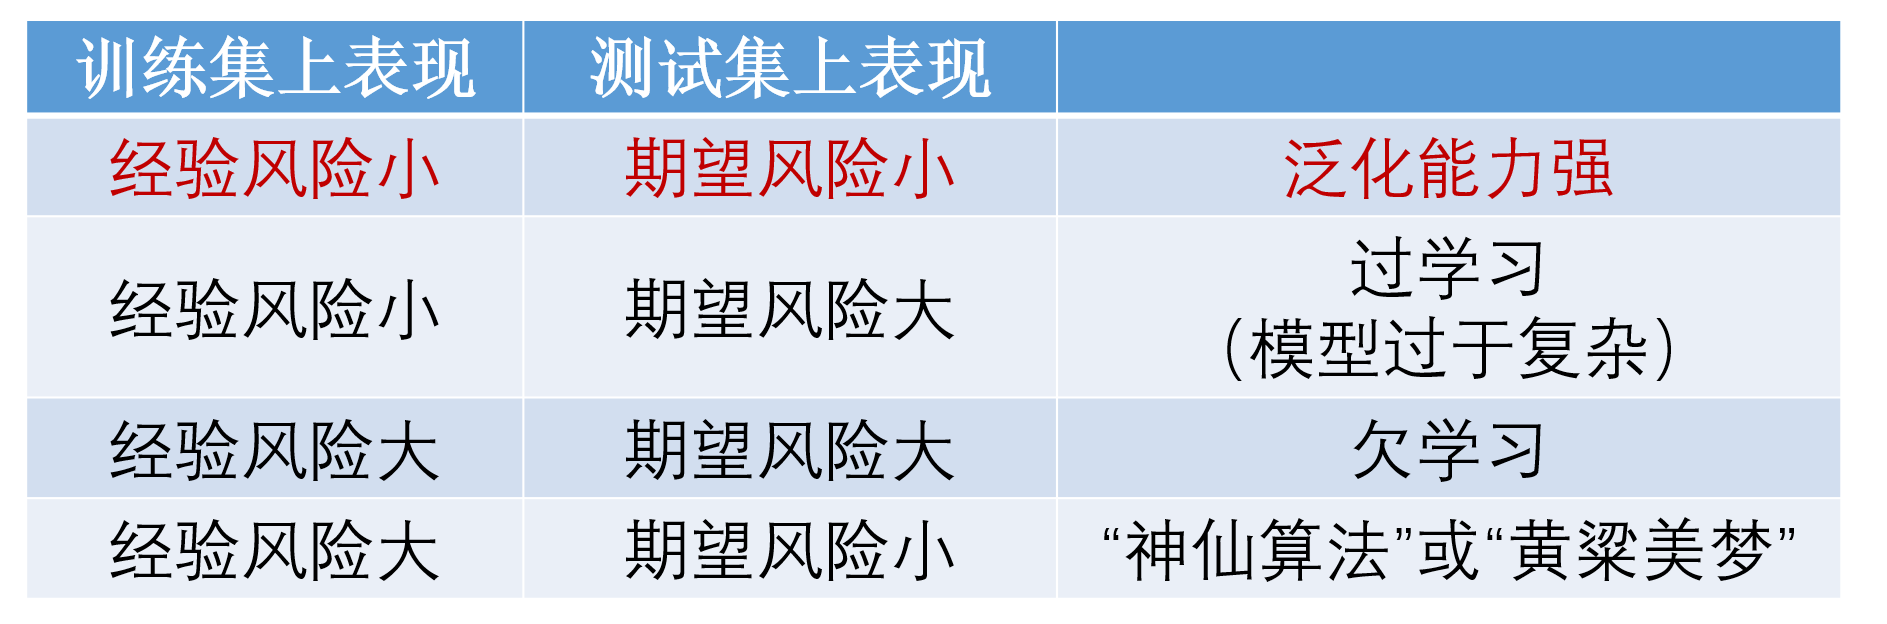 训练集上表现 测试集上表现
经验风险小 期望风险小 泛化能力强
经验风险小 期望风险大 过学习
（模型过于复杂）
经验风险大 期望风险大 欠学习
经验风险大 期望风险小 “神仙算法”或“黄粱美梦”